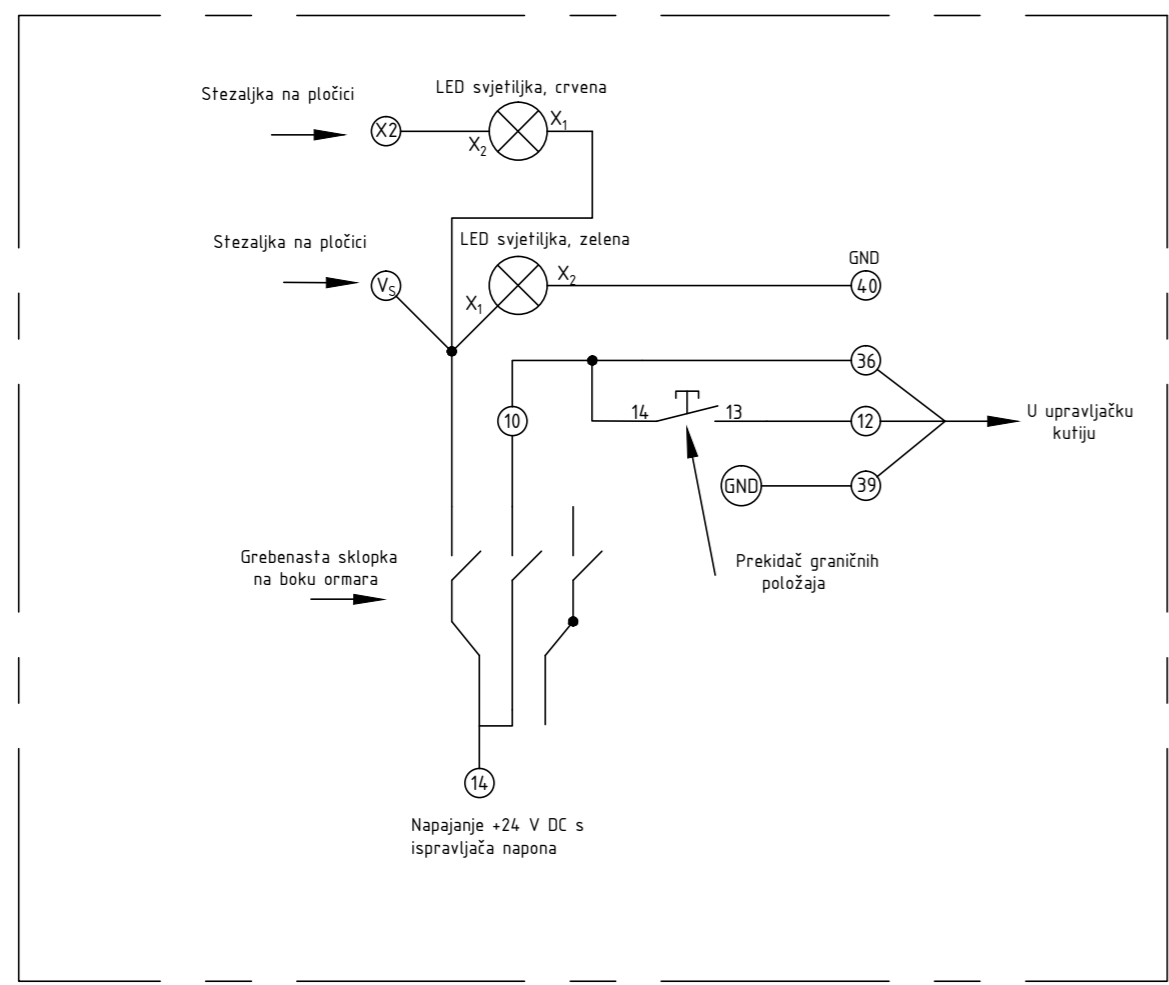 Stezaljka na pločici
LED svjetiljka, crvena
X2
X₂
X₁
Stezaljka na pločici
LED svjetiljka, zelena
Vₛ
X₁
X₂
GND
40
36
10
14
13
12
U upravljačku
kutiju
GND
39
Grebenasta sklopka
na boku ormara
Prekidač graničnih
položaja
14
Napajanje +24 V DC s
ispravljača napona